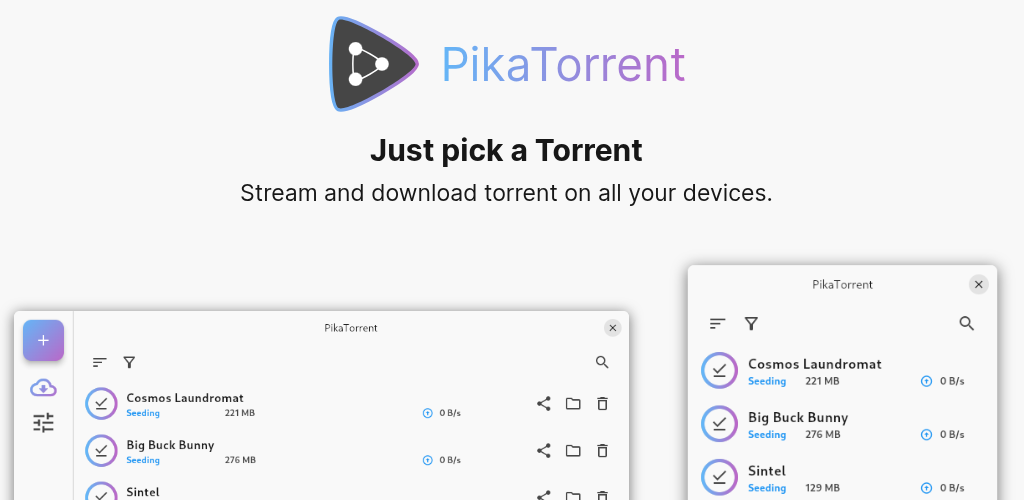 PikaTorrent
Just pick a Torrent
Stream and download torrent on all your devices.
PikaTorrent
Cosmos Laundromat
Seeding 221 MB 0 B/s
Big Buck Bunny
Seeding 276 MB 0 B/s
Sintel
PikaTorrent
Cosmos Laundromat
Seeding 221 MB 0 B/s
Big Buck Bunny
Seeding 276 MB 0 B/s
Sintel
Seeding 129 MB 0 B/s